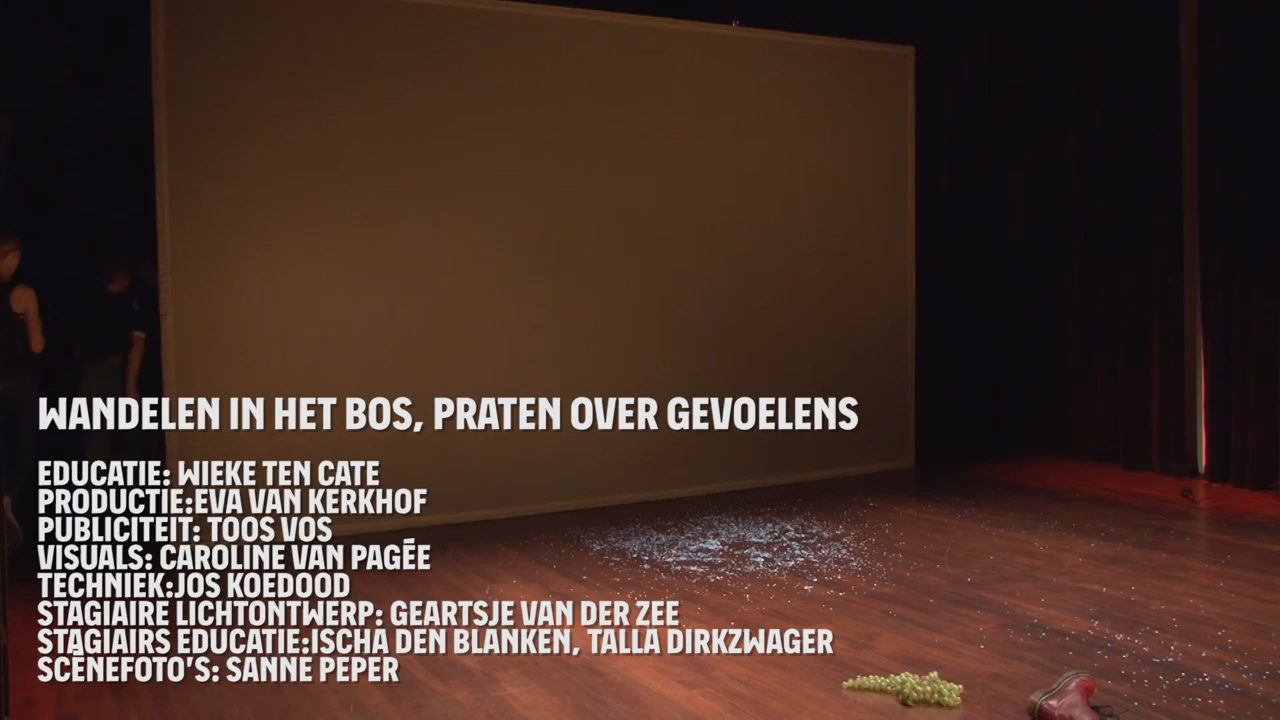 WANDELEN IN HET BOS, PRATEN OVER GEVOELENS
EDUCATIE: WIEKE TEN CATE
PRODUCTIE:EVA VAN KERKHOF
PUBLICITEIT: TOOS VOS
VISUALS: CAROLINE VAN PAGÉE
TECHNIEK:JOS KOEDOOD
STAGIAIRE LICHTONTWERP: GEARTSJE VAN DER ZEE
STAGIAIRS EDUCATIE:ISCHA DEN BLANKEN, TALLA DIRKZWAGER
SCÈNEFOTO'S: SANNE PEPER